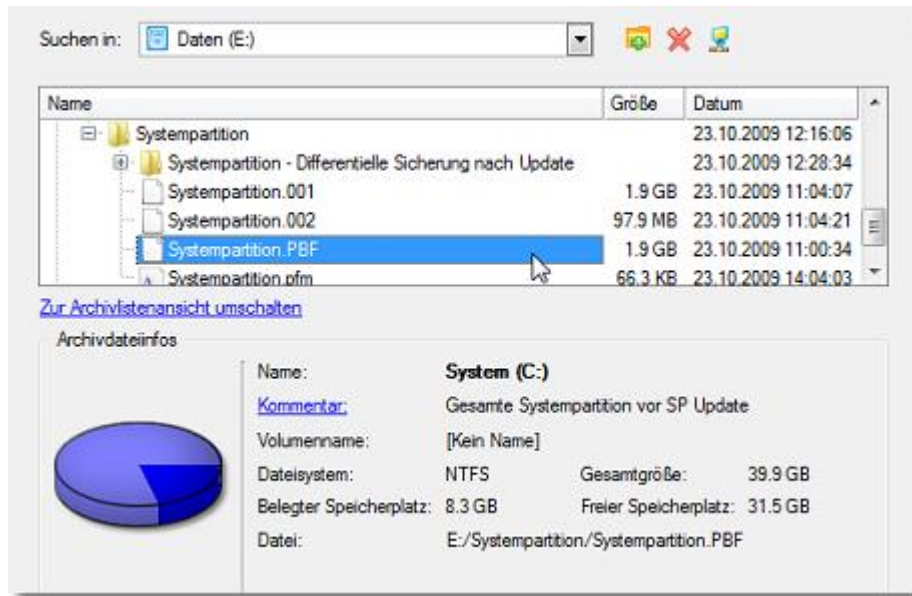 Suchen in: Daten (E:)
Name Größe Datum
Systempartition 23.10.2009 12:16:06
Systempartition - Differentielle Sicherung nach Update 23.10.2009 12:28:34
Systempartition.001 1.9 GB 23.10.2009 11:04:07
Systempartition.002 97.9 MB 23.10.2009 11:04:21
Systempartition.PBF 1.9 GB 23.10.2009 11:00:34
Systempartition.pfm 66.3 KB 23.10.2009 14:04:03
Zur Archivlistenansicht umschalten
Archivdateiinfos
Name: System (C:)
Kommentar: Gesamte Systempartition vor SP Update
Volumenname: [Kein Name]
Dateisystem: NTFS Gesamtgröße: 39.9 GB
Belegter Speicherplatz: 8.3 GB Freier Speicherplatz: 31.5 GB
Datei: E:/Systempartition/Systempartition.PBF